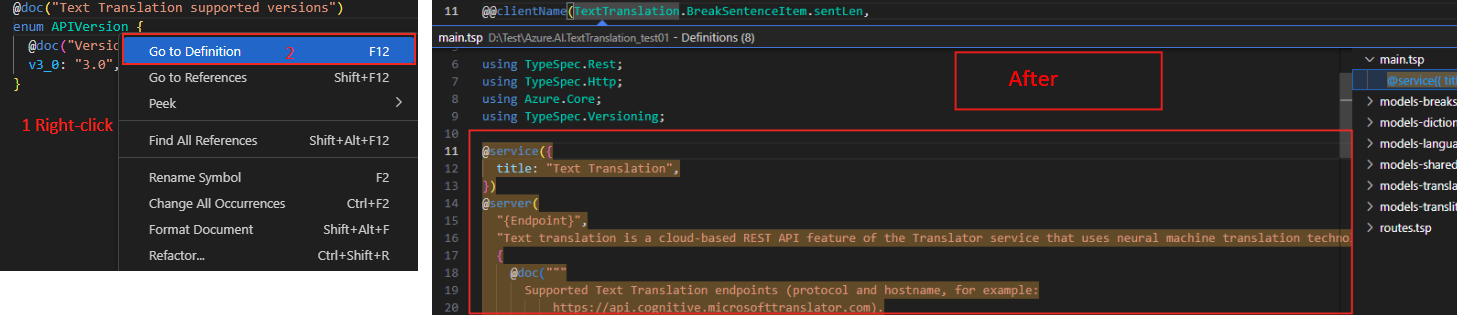 @doc("Text Translation supported versions")
enum APIVersion {
@doc("Versio
v3_0: "3.0",
}
1 Right-click
Go to Definition 2 F12
Go to References Shift+F12
Peek
Find All References Shift+Alt+F12
Rename Symbol F2
Change All Occurrences Ctrl+F2
Format Document Shift+Alt+F
Refactor... Ctrl+Shift+R
11 @@clientName(TextTranslation.BreakSentenceItem.sentLen,
main.tsp D:\Test\Azure.AI.TextTranslation_test01 - Definitions (8)
5
6 using TypeSpec.Rest;
7 using TypeSpec.Http;
8 using Azure.Core;
9 using TypeSpec.Versioning;
10
11 @service({
12 title: "Text Translation",
13 })
14 @server(
15 "{Endpoint}",
16 "Text translation is a cloud-based REST API feature of the Translator service that uses neural machine translation techno
17 {
18 @doc("""
19 Supported Text Translation endpoints (protocol and hostname, for example:
20 https://api.cognitive.microsofttranslator.com).
After
main.tsp
@service({ titl
models-breaks
models-diction
models-langua
models-shared
models-transla
models-translit
routes.tsp